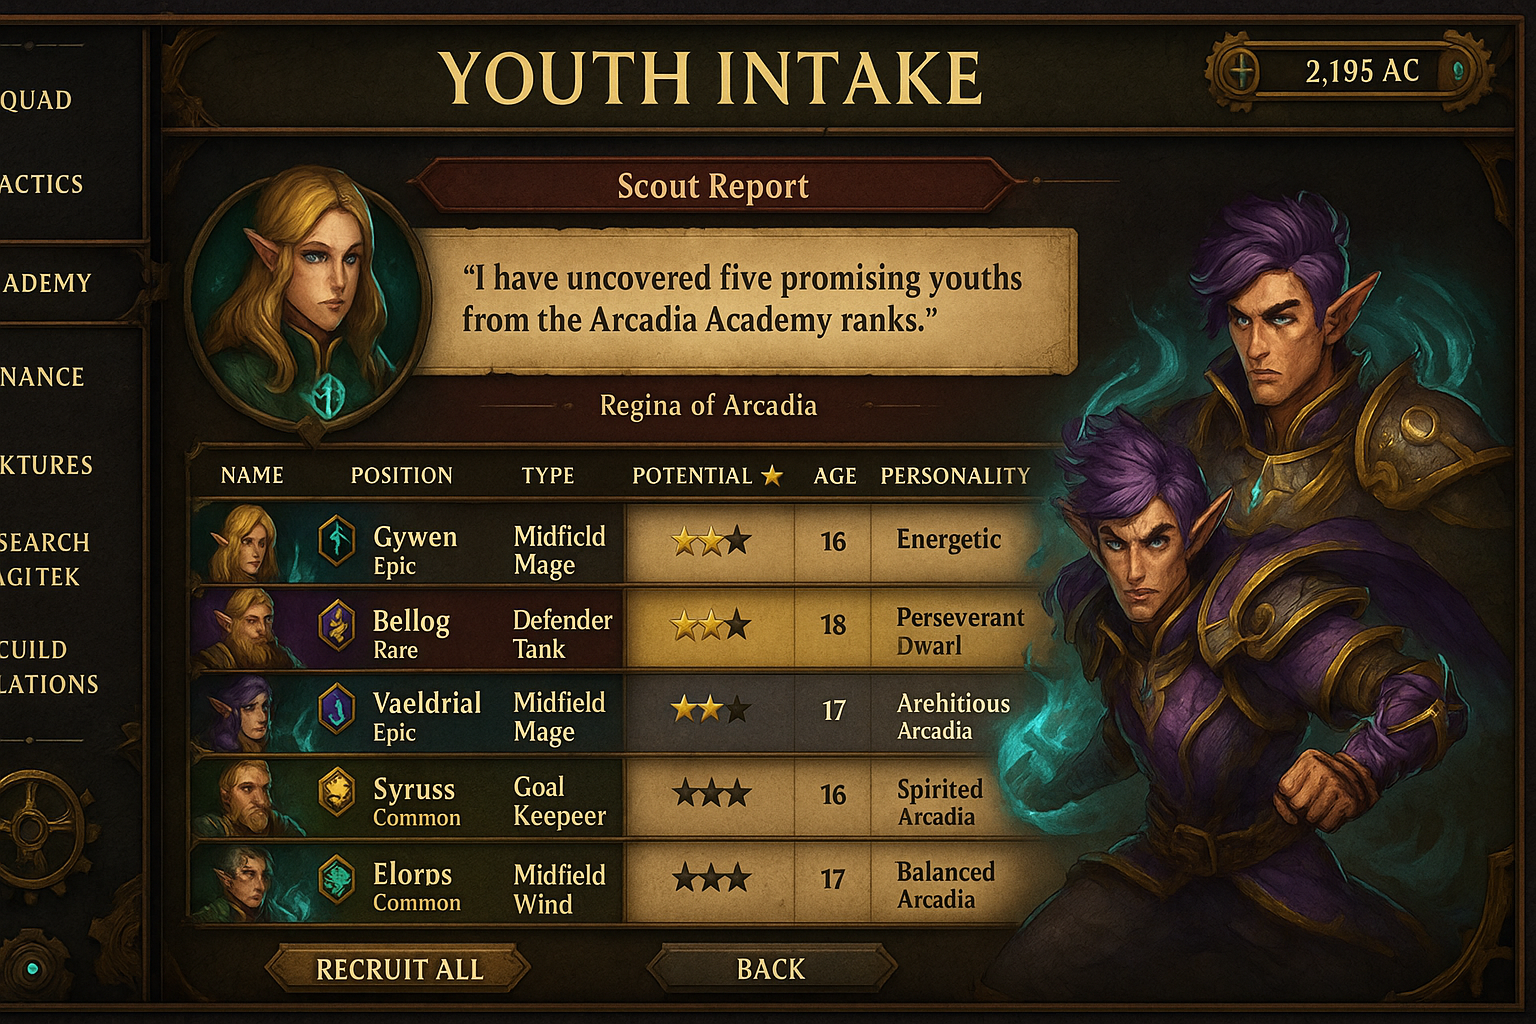 QUAD
ACTICS
ADEMY
NANCE
KTURES
SEARCH
AGITEK
CUILD
LATIONS
YOUTH INTAKE
2,195 AC
Scout Report
“I have uncovered five promising youths
from the Arcadia Academy ranks.”
Regina of Arcadia
NAME POSITION TYPE POTENTIAL AGE PERSONALITY
Gywen Midfield 16 Energetic
Epic Mage
Bellog Defender 18 Perseverant
Rare Tank Dwarl
Vaeldrial Midfield 17 Arehitious
Epic Mage Arcadia
Syruss Goal 16 Spirited
Common Keepeer Arcadia
Elorps Midfield 17 Balanced
Common Wind Arcadia
RECRUIT ALL BACK